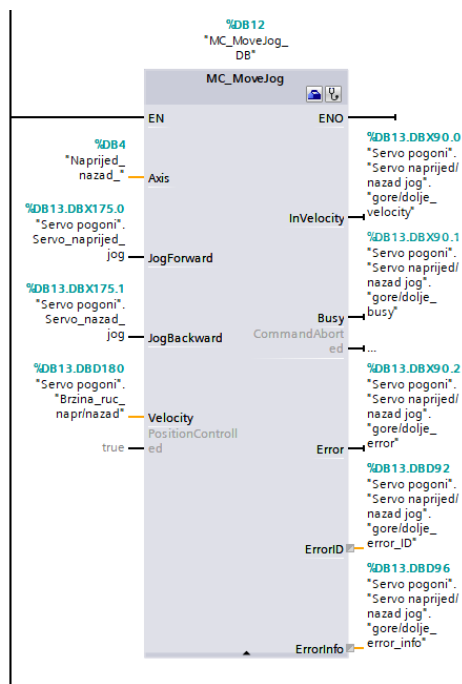 %DB12
"MC_MoveJog_
DB"
MC_MoveJog
EN
ENO
%DB4
"Naprijed_
nazad_"
Axis
%DB13.DBX90.0
"Servo pogoni".
"Servo naprijed/
nazad jog".
"gore/dolje_
velocity"
InVelocity
%DB13.DBX175.0
"Servo pogoni".
Servo_naprijed_
jog
JogForward
%DB13.DBX90.1
"Servo pogoni".
"Servo naprijed/
nazad jog".
"gore/dolje_
busy"
Busy
%DB13.DBX175.1
"Servo pogoni".
Servo_nazad_
jog
JogBackward
CommandAbort
ed
...
%DB13.DBD180
"Servo pogoni".
"Brzina_ruc_
napr/nazad"
Velocity
PositionControll
true
ed
%DB13.DBX90.2
"Servo pogoni".
"Servo naprijed/
nazad jog".
"gore/dolje_
error"
Error
%DB13.DBD92
"Servo pogoni".
"Servo naprijed/
nazad jog".
"gore/dolje_
error_ID"
ErrorID
%DB13.DBD96
"Servo pogoni".
"Servo naprijed/
nazad jog".
"gore/dolje_
error_info"
ErrorInfo